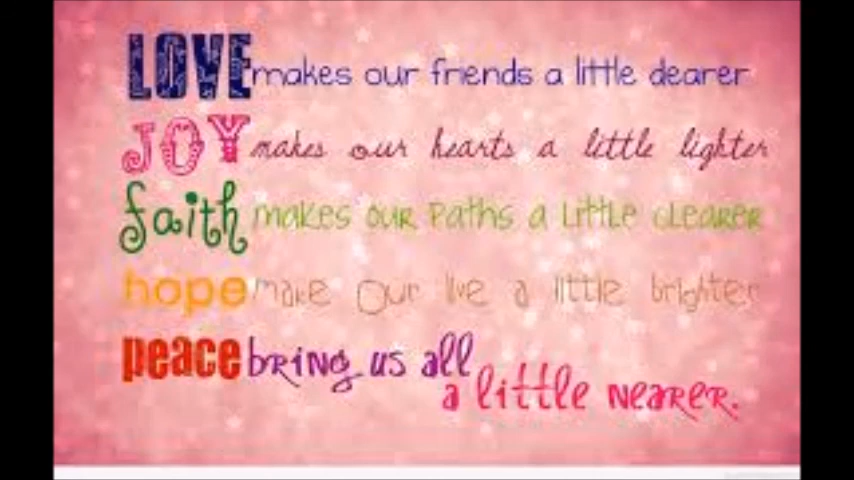 LOVE makes our friends a little dearer
JOY makes our hearts a little lighter
faith makes our paths a little clearer
hope make our live a little brighter
peace bring us all
a little nearer.